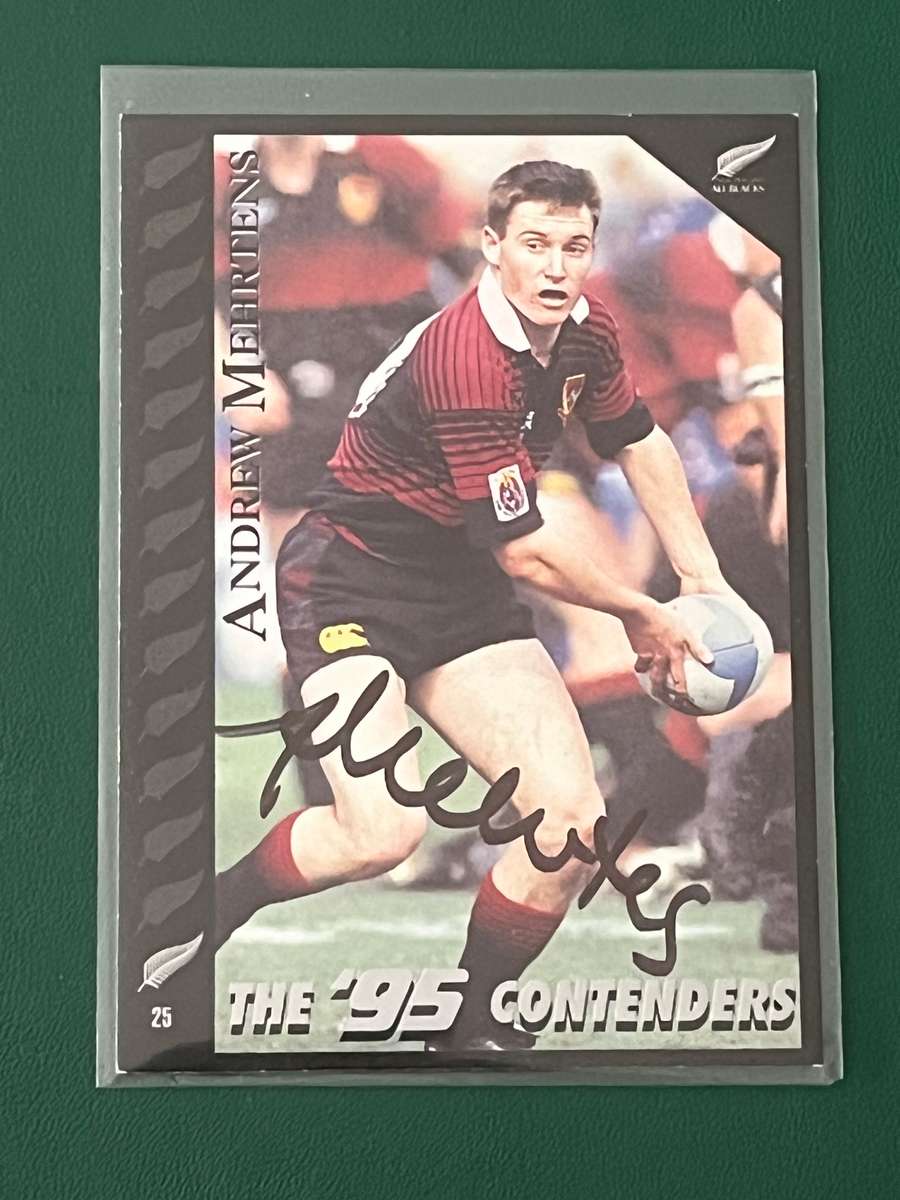 ALL BLACKS
ANDREW MEHRTENS
THE '95 CONTENDERS
25